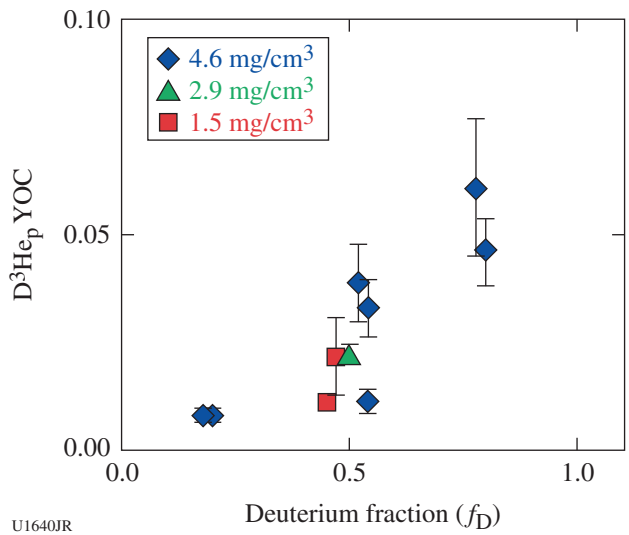 0.10
4.6 mg/cm³
2.9 mg/cm³
1.5 mg/cm³
D³Heₚ YOC
0.05
0.00
0.0 0.5 1.0
Deuterium fraction (f_D)
U1640JR